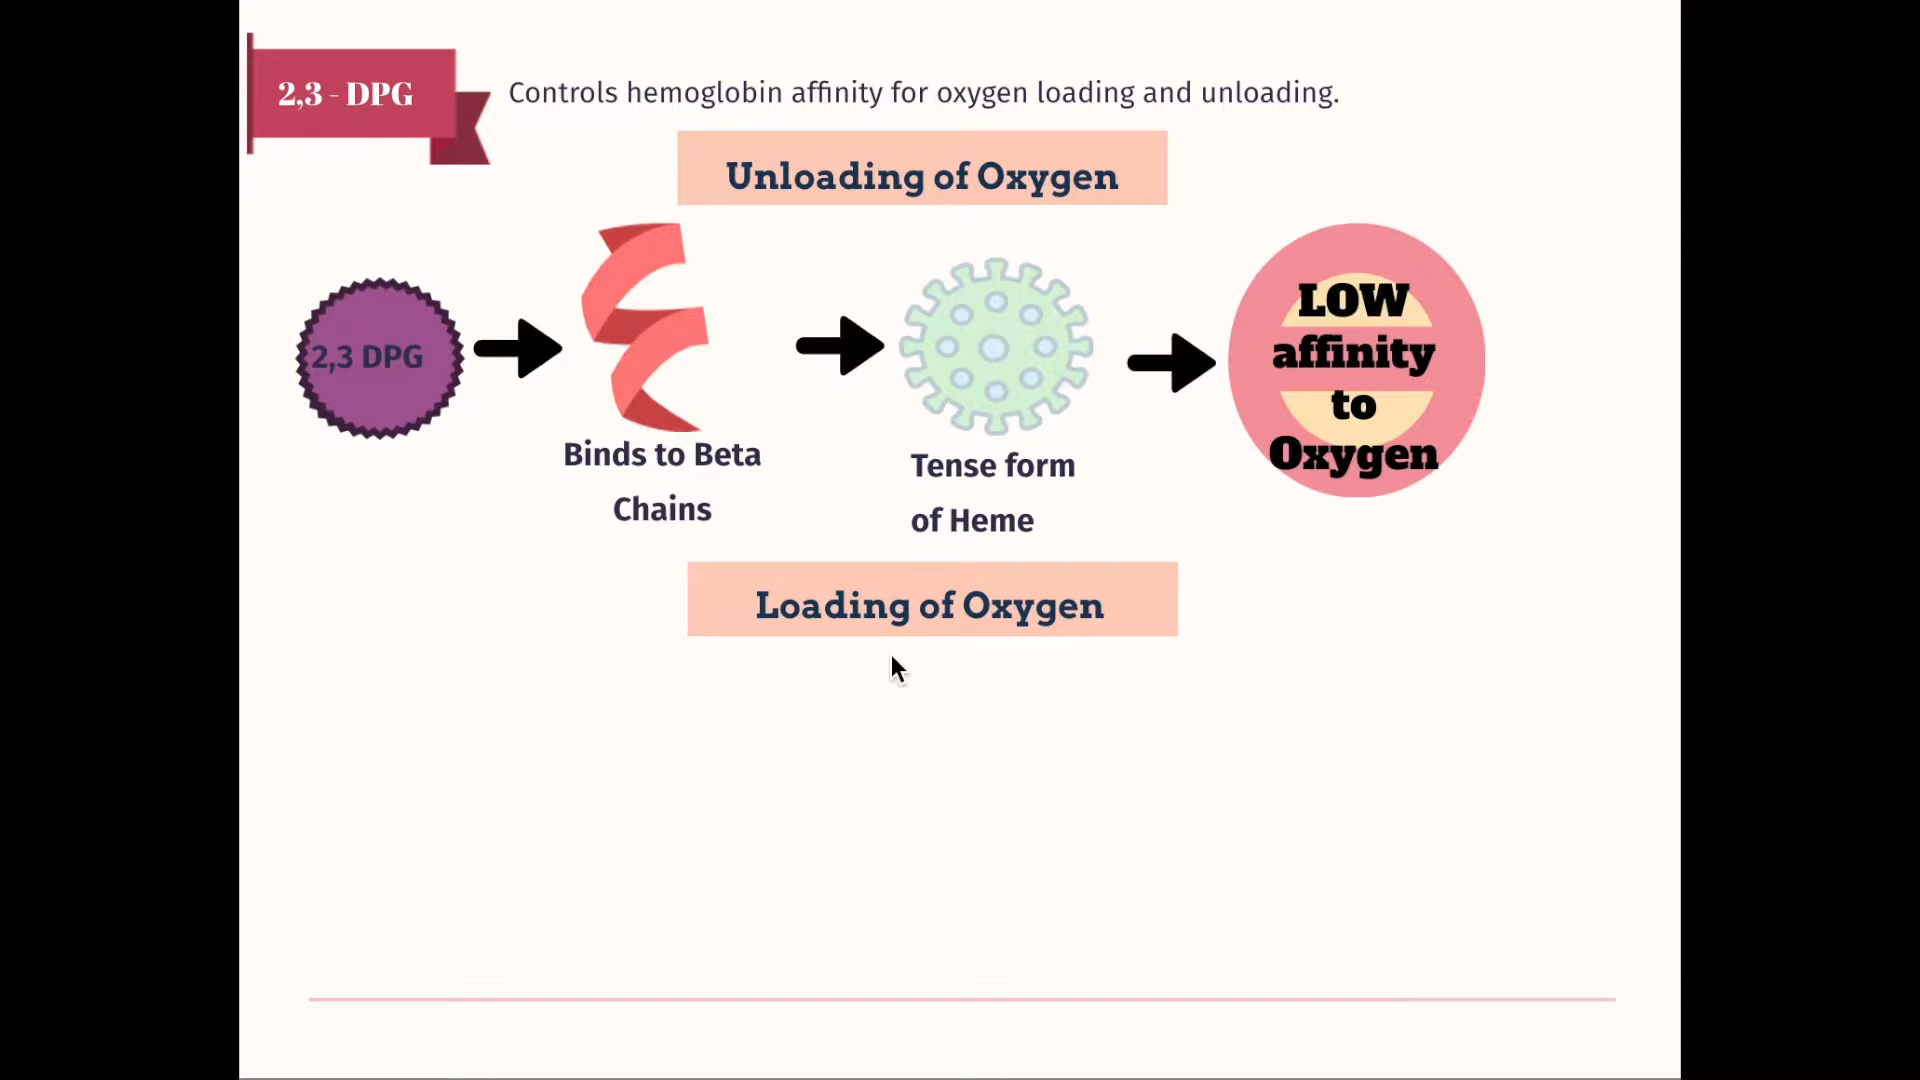 2,3 - DPG
Controls hemoglobin affinity for oxygen loading and unloading.
Unloading of Oxygen
2,3 DPG
Binds to Beta
Chains
Tense form
of Heme
LOW
affinity
to
Oxygen
Loading of Oxygen